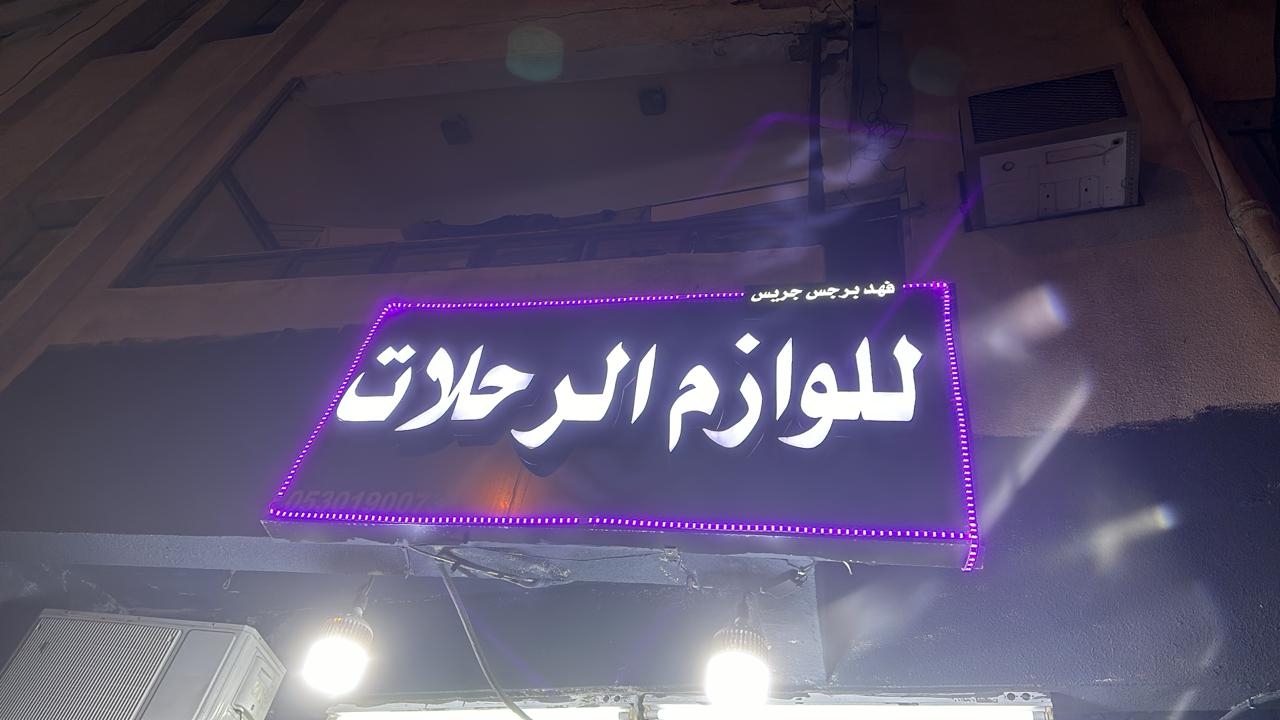 فهد برجس جريس
للوازم الرحلات